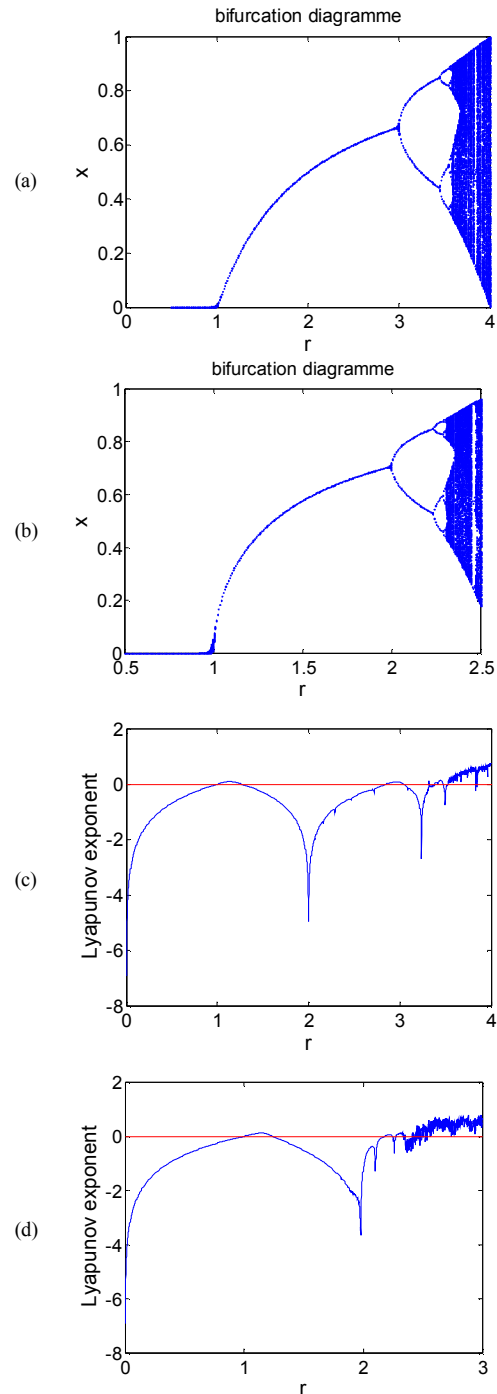 bifurcation diagramme
1
0.8
0.6
x
(a)
0.4
0.2
0
0 1 2 3 4
r
bifurcation diagramme
1
0.8
0.6
x
(b)
0.4
0.2
0
0.5 1 1.5 2 2.5
r
2
0
-2
Lyapunov exponent
(c)
-4
-6
-8
0 1 2 3 4
r
2
0
-2
Lyapunov exponent
(d)
-4
-6
-8
0 1 2 3
r